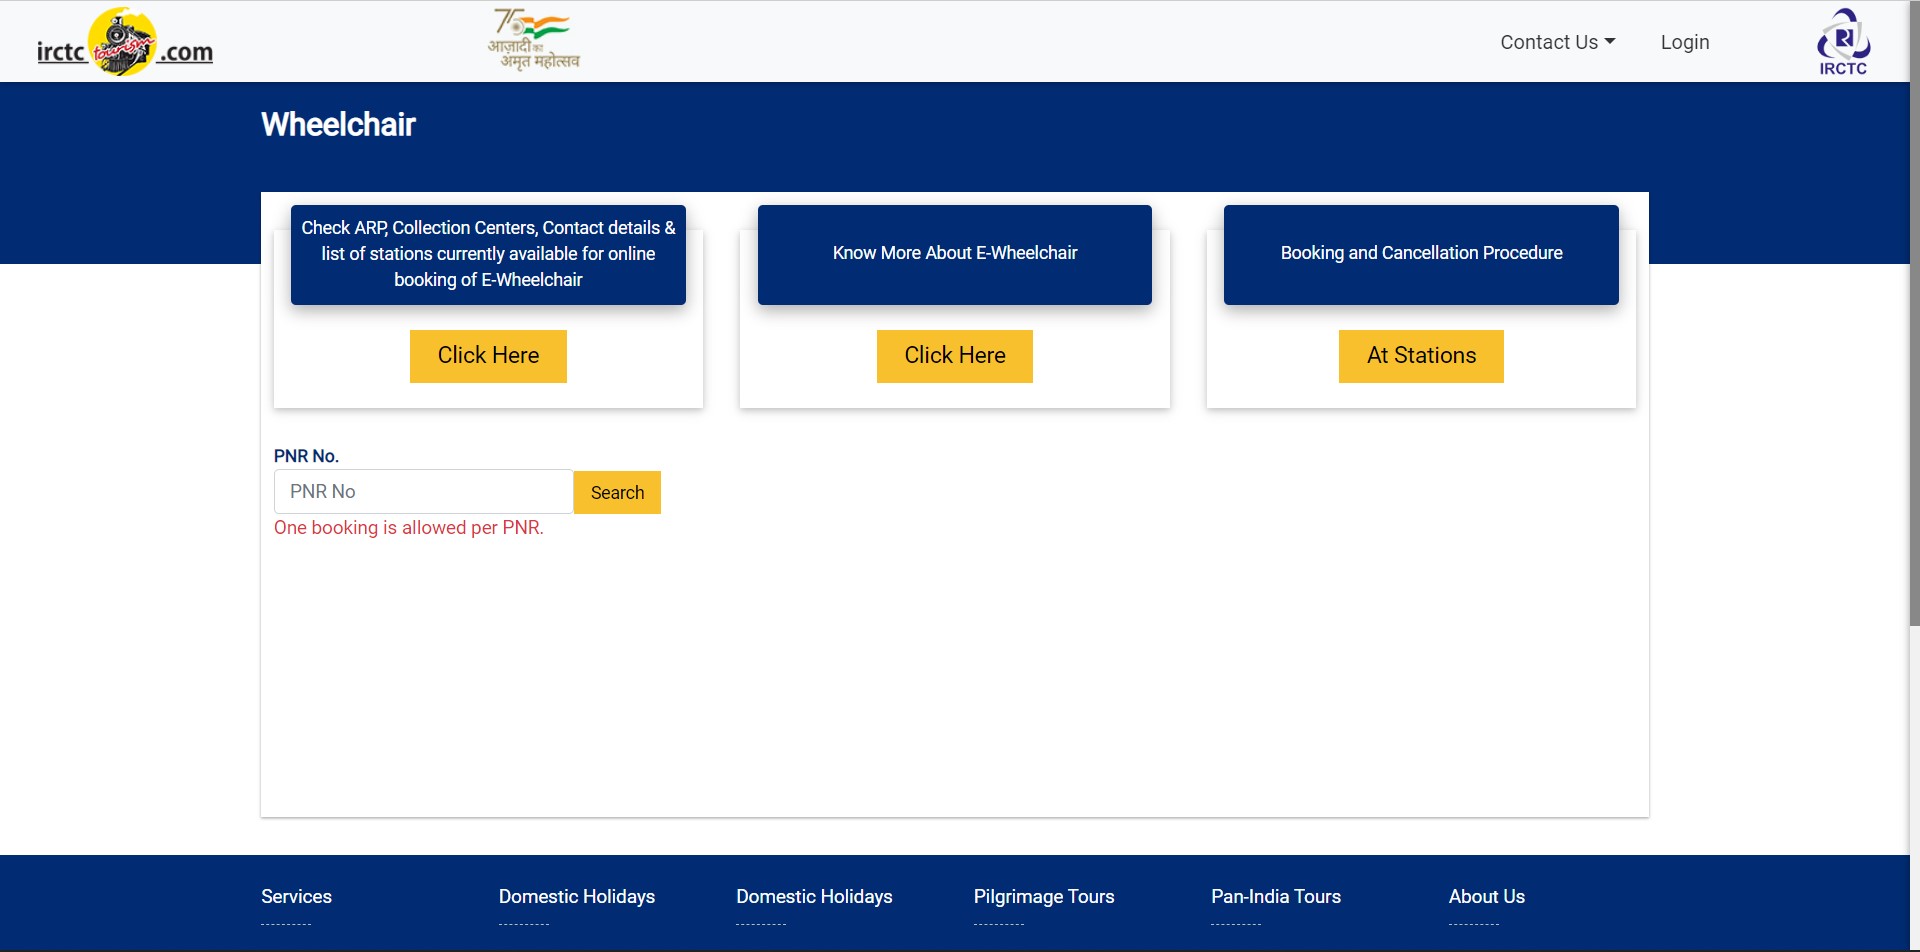 irctc tourism .com
75
आज़ादी का
अमृत महोत्सव
Contact Us
Login
IRCTC
Wheelchair
Check ARP, Collection Centers, Contact details &
list of stations currently available for online
booking of E-Wheelchair
Click Here
Know More About E-Wheelchair
Click Here
Booking and Cancellation Procedure
At Stations
PNR No.
PNR No
Search
One booking is allowed per PNR.
Services
Domestic Holidays
Domestic Holidays
Pilgrimage Tours
Pan-India Tours
About Us